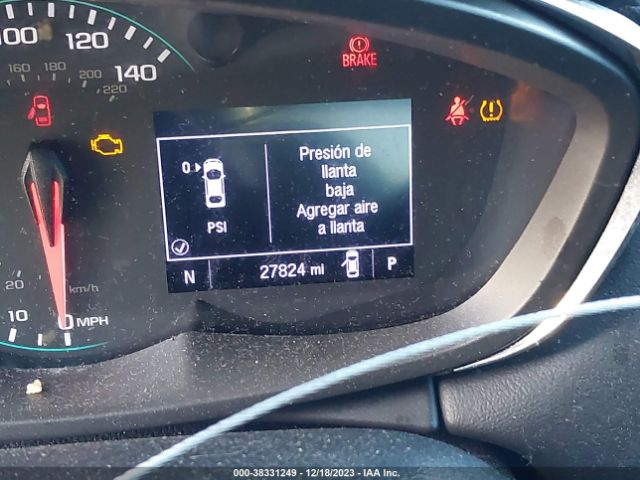 100
120
140
160
180
200
220
BRAKE
0
Presión de
llanta
baja
Agregar aire
a llanta
PSI
N
27824 mi
P
20
km/h
10
0 MPH
000-38331249 - 12/18/2023 - IAA Inc.